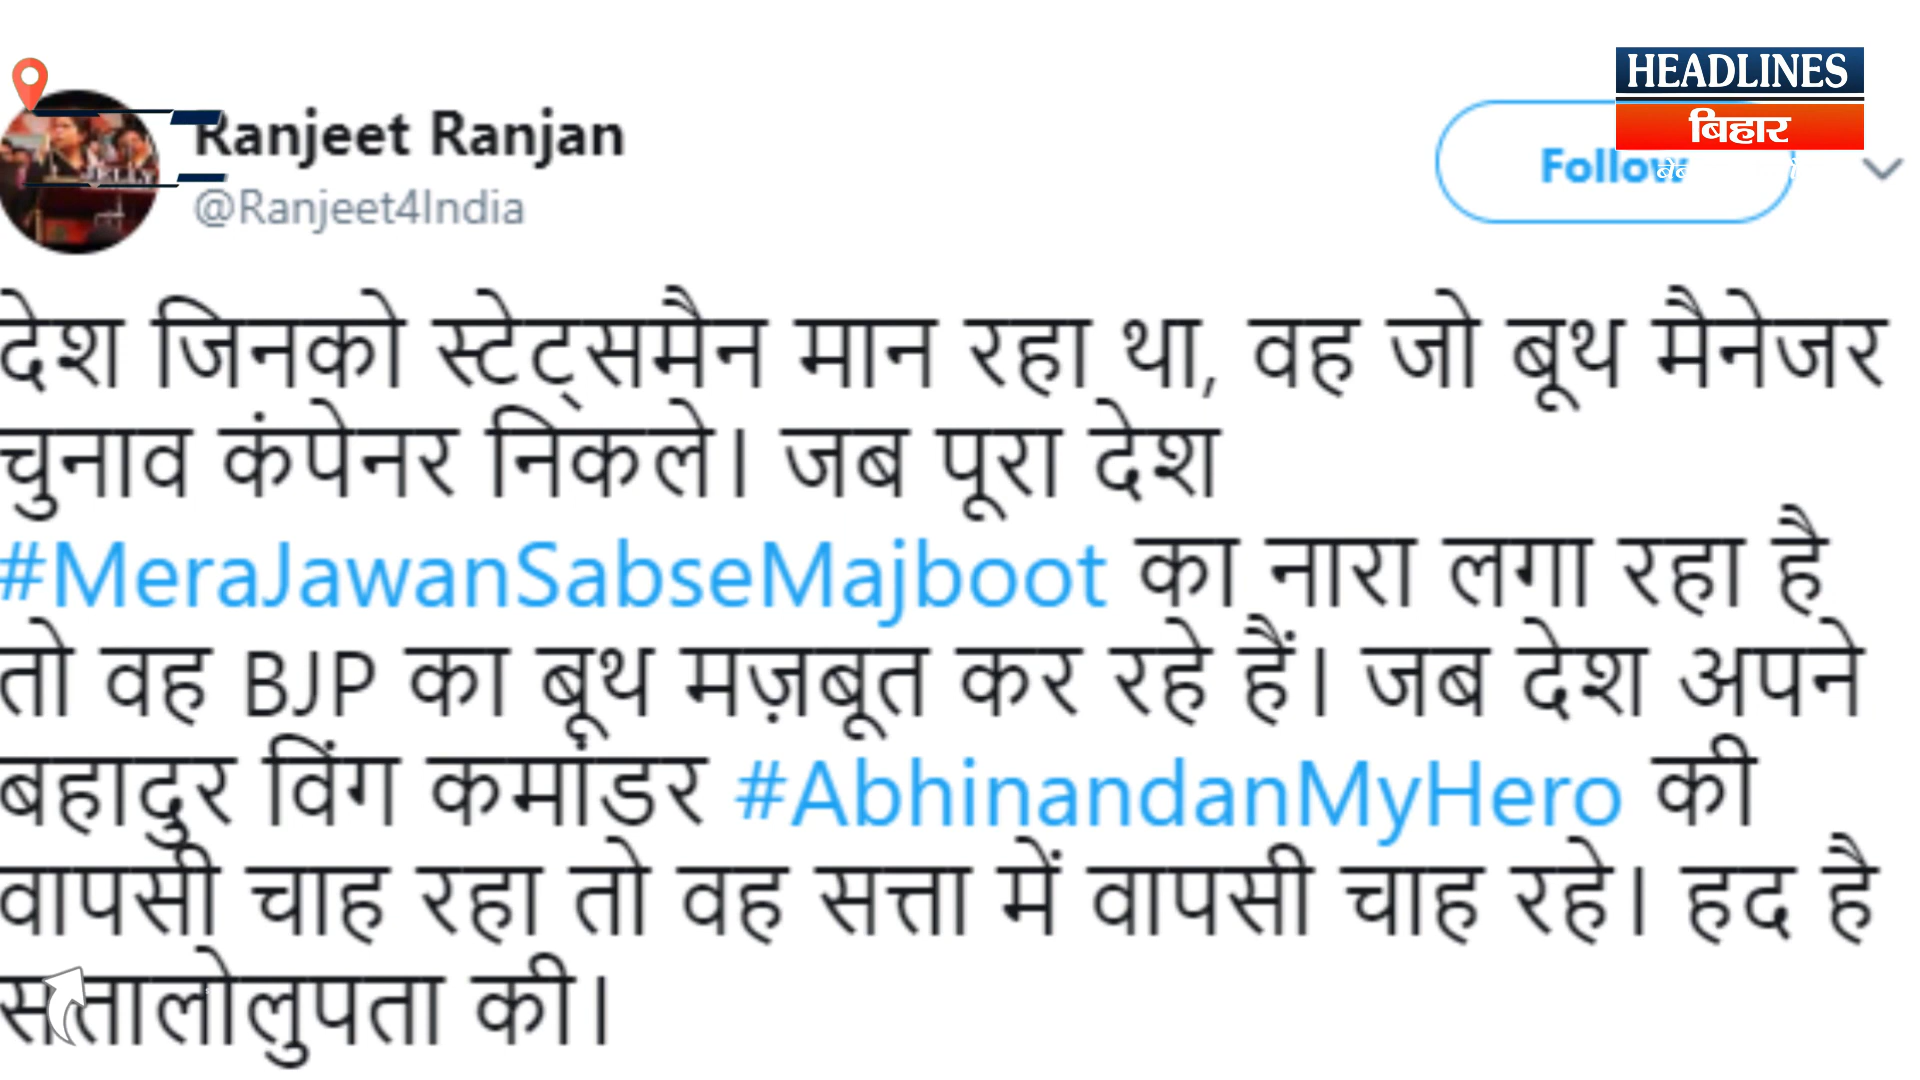 HEADLINES
बिहार
Ranjeet Ranjan
@Ranjeet4India
Follow
देश जिनको स्टेट्समैन मान रहा था, वह जो बूथ मैनेजर
चुनाव कंपेनर निकले। जब पूरा देश
#MeraJawanSabseMajboot का नारा लगा रहा है
तो वह BJP का बूथ मज़बूत कर रहे हैं। जब देश अपने
बहादुर विंग कमांडर #AbhinandanMyHero की
वापसी चाह रहा तो वह सत्ता में वापसी चाह रहे। हद है
सत्तालोलुपता की।